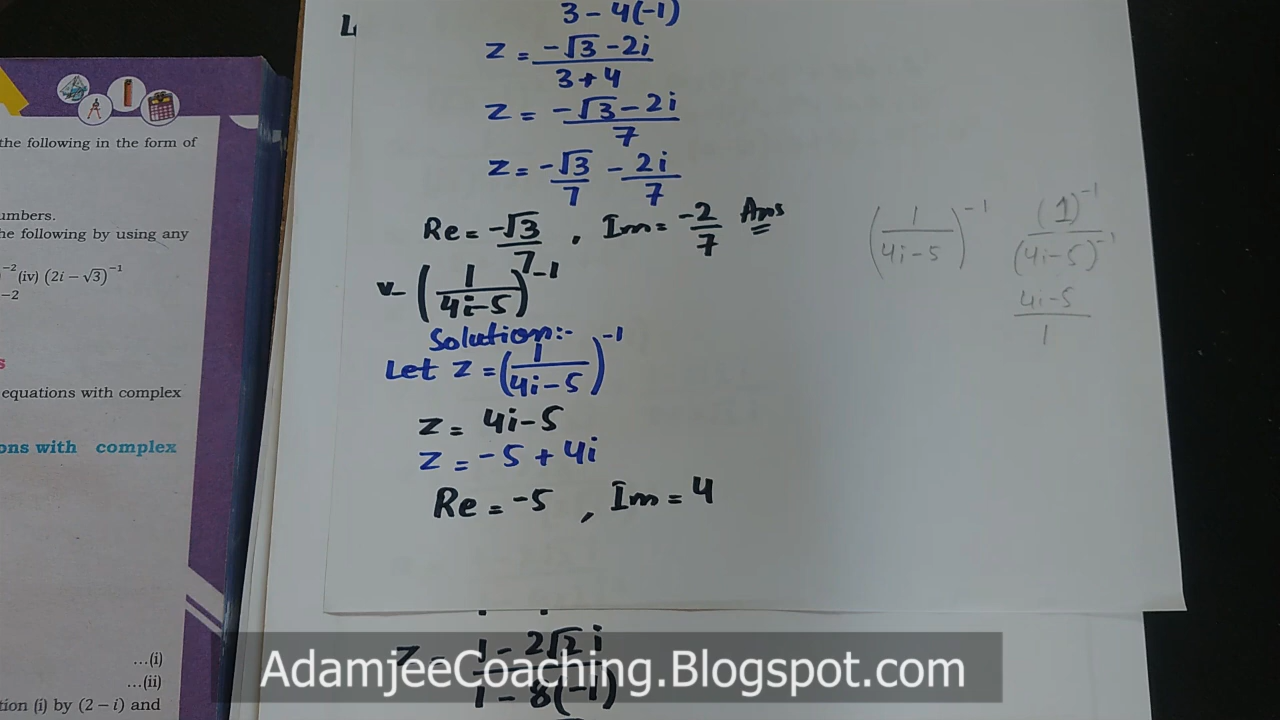 the following in the form of
umbers.
he following by using any
−2 (iv) (2i − √3)−1
−2
s
equations with complex
ons with complex
...(i)
...(ii)
tion (i) by (2 − i) and
3 - 4(-1)
z = -√3 - 2i
3 + 4
z = -√3 - 2i
7
z = -√3/7 - 2i/7
Re = -√3/7 , Im = -2/7 Ans
v- (1/4i-5)-1
Solution:-
Let z = (1/4i-5)-1
z = 4i-5
z = -5 + 4i
Re = -5 , Im = 4
(1/4i-5)-1 (1)-1
(4i-5)-1
4i-5
1
z = 1 - 2√2 i
1 - 8(-1)
AdamjeeCoaching.Blogspot.com